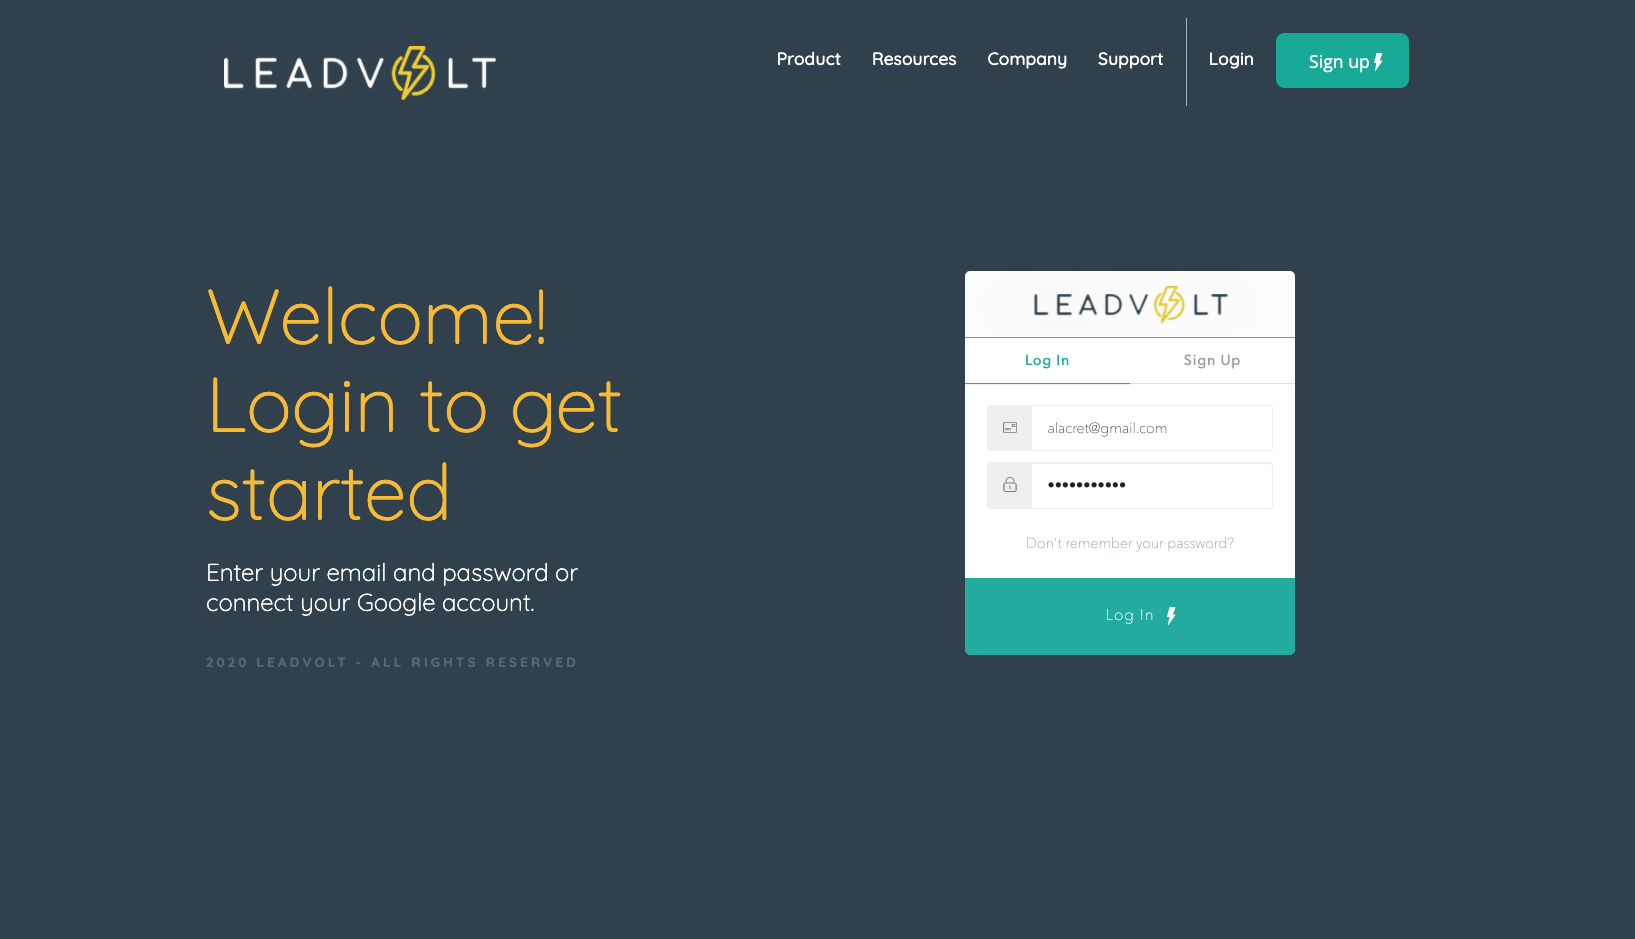 LEADVOLT
Product Resources Company Support Login Sign up
Welcome!
Login to get
started
Enter your email and password or
connect your Google account.
2020 LEADVOLT - ALL RIGHTS RESERVED
LEADVOLT
Log In Sign Up
alacret@gmail.com
•••••••••••
Don't remember your password?
Log In